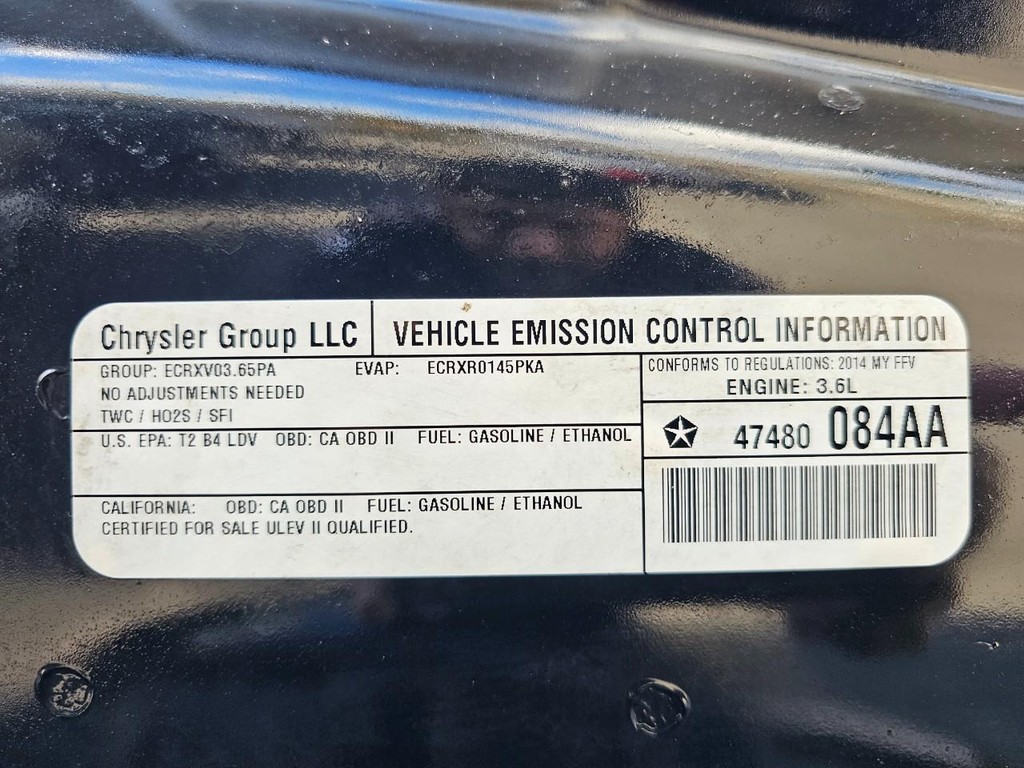 Chrysler Group LLC VEHICLE EMISSION CONTROL INFORMATION
GROUP: ECRXV03.65PA EVAP: ECRXR0145PKA
NO ADJUSTMENTS NEEDED
TWC / HO2S / SFI
CONFORMS TO REGULATIONS: 2014 MY FFV
ENGINE: 3.6L
47480 084AA
U.S. EPA: T2 B4 LDV OBD: CA OBD II FUEL: GASOLINE / ETHANOL
CALIFORNIA: OBD: CA OBD II FUEL: GASOLINE / ETHANOL
CERTIFIED FOR SALE ULEV II QUALIFIED.